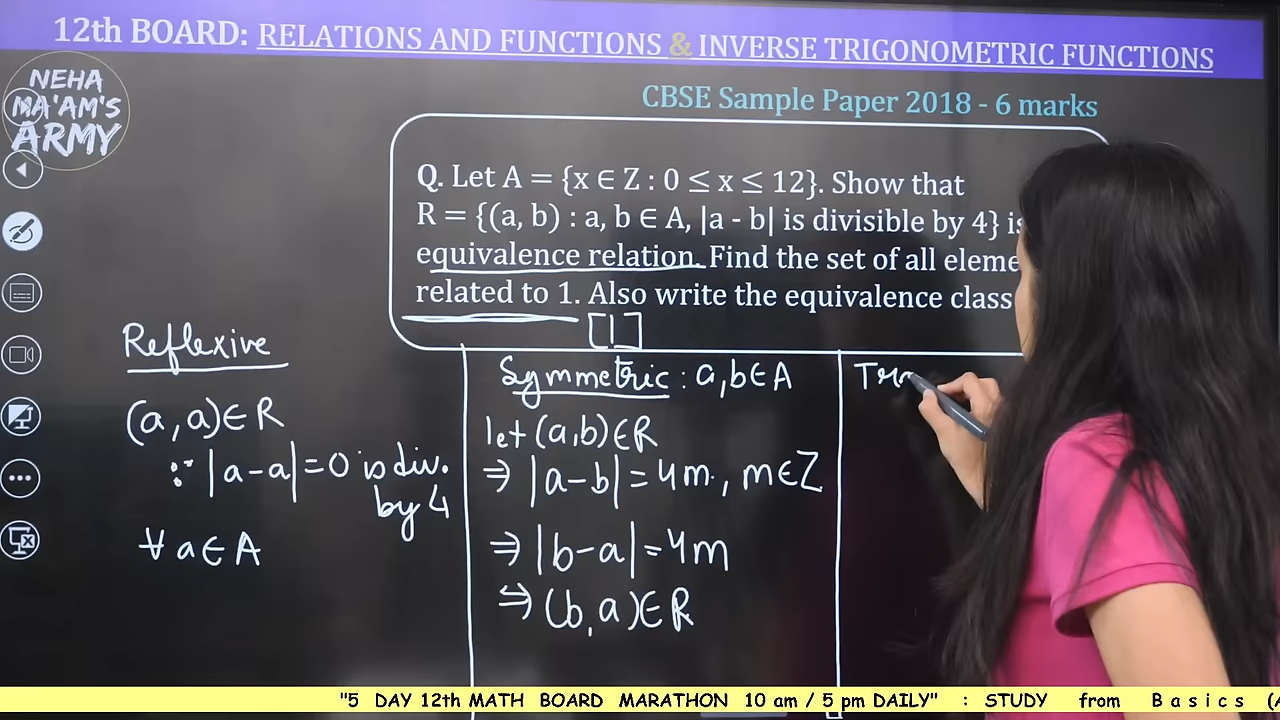 12th BOARD: RELATIONS AND FUNCTIONS & INVERSE TRIGONOMETRIC FUNCTIONS
NEHA
MA'AM'S
ARMY
CBSE Sample Paper 2018 - 6 marks
Q. Let A = {x ∈ Z : 0 ≤ x ≤ 12}. Show that
R = {(a, b) : a, b ∈ A, |a - b| is divisible by 4} is
equivalence relation. Find the set of all eleme
related to 1. Also write the equivalence class
[1]
Reflexive
(a, a) ∈ R
∵ |a-a| = 0 is div.
by 4
∀ a ∈ A
Symmetric : a, b ∈ A
let (a,b) ∈ R
⇒ |a-b| = 4m, m ∈ Z
⇒ |b-a| = 4m
⇒ (b, a) ∈ R
Tra
"5 DAY 12th MATH BOARD MARATHON 10 am / 5 pm DAILY" : STUDY from Basics (